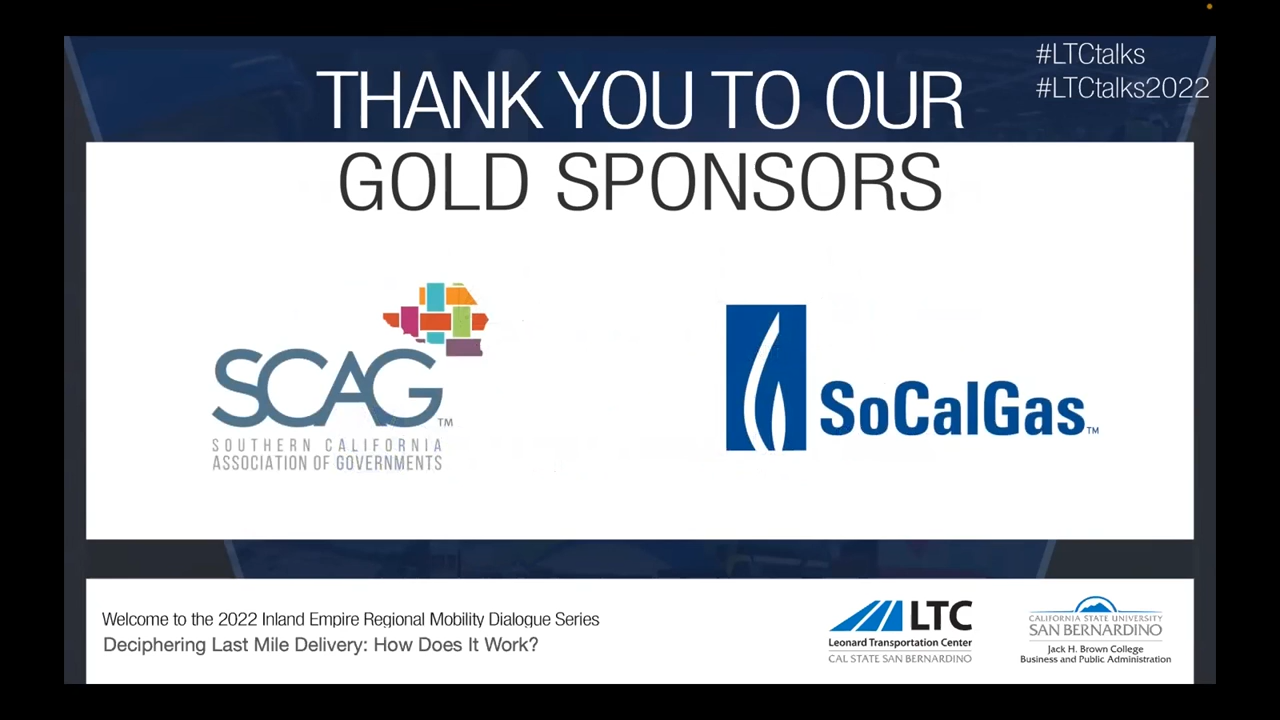 #LTCtalks
#LTCtalks2022
THANK YOU TO OUR
GOLD SPONSORS
SCAG™
SOUTHERN CALIFORNIA
ASSOCIATION OF GOVERNMENTS
SoCalGas™
Welcome to the 2022 Inland Empire Regional Mobility Dialogue Series
Deciphering Last Mile Delivery: How Does It Work?
LTC
Leonard Transportation Center
CAL STATE SAN BERNARDINO
CALIFORNIA STATE UNIVERSITY
SAN BERNARDINO
Jack H. Brown College
Business and Public Administration